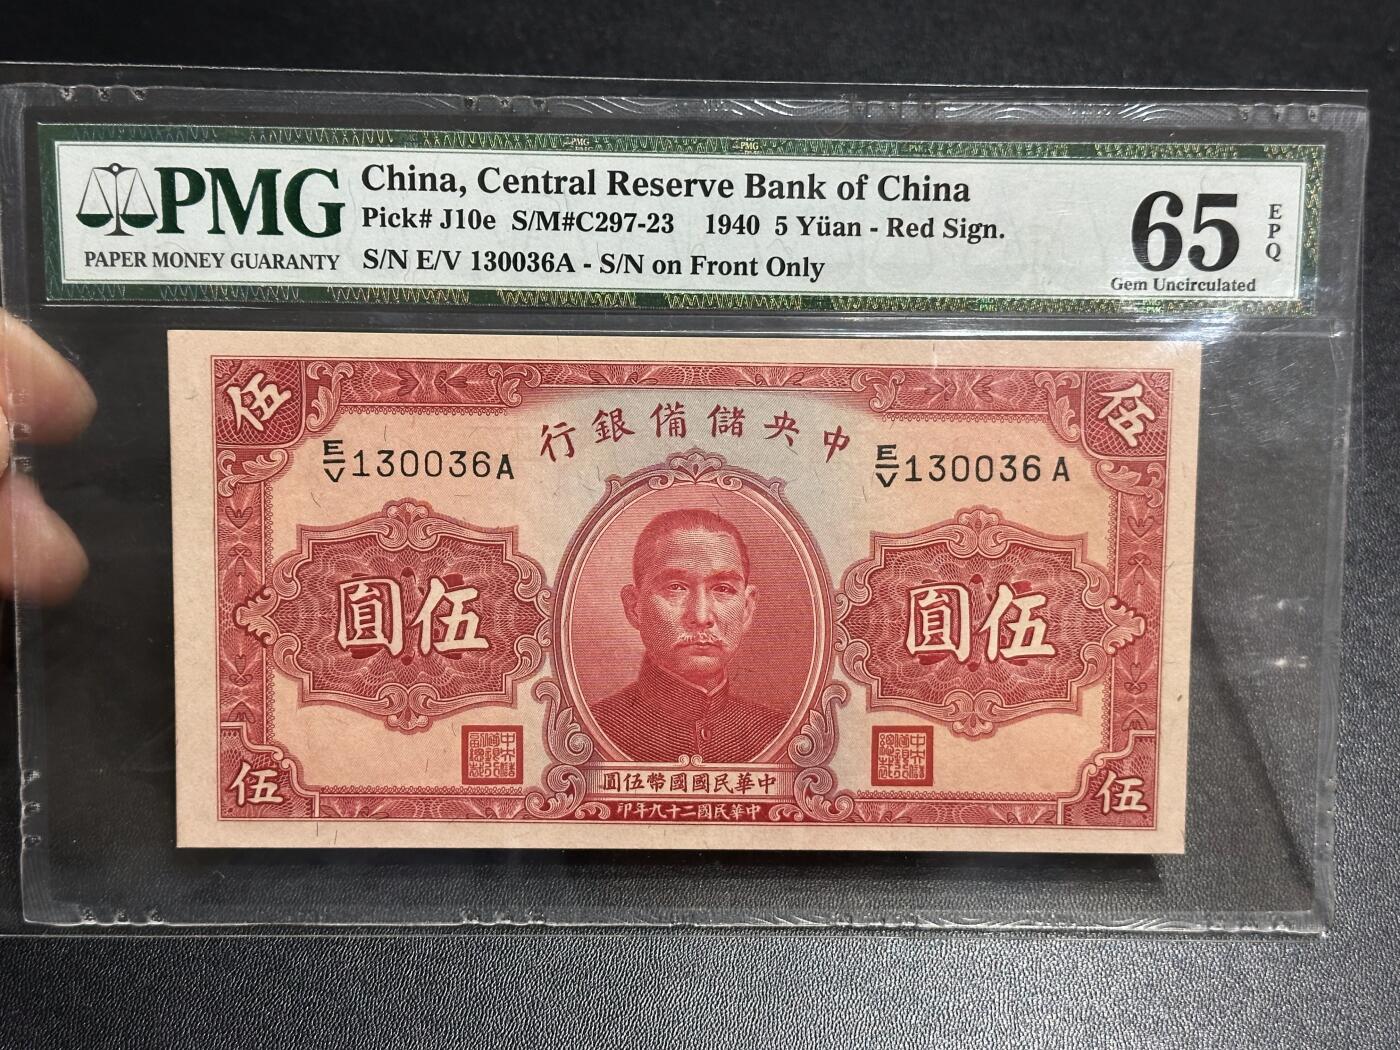 PMG
PAPER MONEY GUARANTY
China, Central Reserve Bank of China
Pick# J10e S/M#C297-23 1940 5 Yüan - Red Sign.
S/N E/V 130036A - S/N on Front Only
65
EPQ
Gem Uncirculated
伍
伍
行銀備儲央中
E/V 130036A
E/V 130036A
圓伍
圓伍
圓伍幣國國民華中
印年九十二國民華中
伍
伍